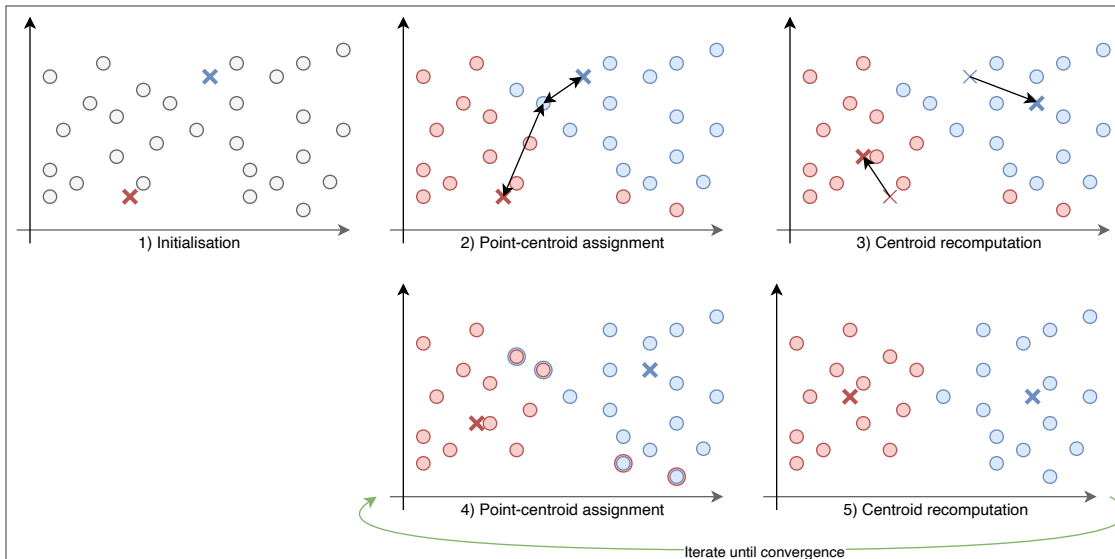 1) Initialisation
2) Point-centroid assignment
3) Centroid recomputation
4) Point-centroid assignment
5) Centroid recomputation
Iterate until convergence